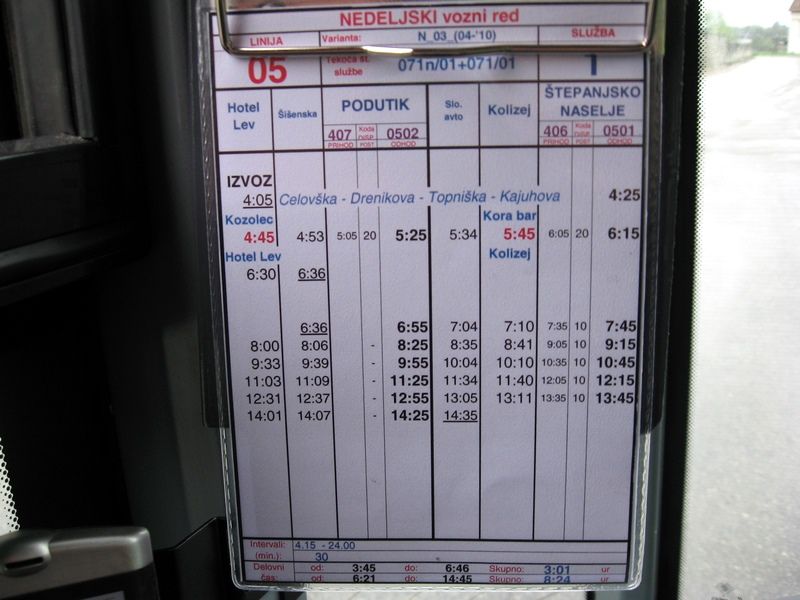 NEDELJSKI vozni red
LINIJA Varianta: N_03_(04-'10) SLUŽBA
05 Tekoča št. službe 071n/01+071/01 1
Hotel Lev Šišenska PODUTIK Slo. avto Kolizej ŠTEPANJSKO NASELJE
407 Koda DISP. 0502 406 Koda DISP. 0501
PRIHOD POST ODHOD PRIHOD POST ODHOD
IZVOZ
4:05 Celovška - Drenikova - Topniška - Kajuhova 4:25
Kozolec Kora bar
4:45 4:53 5:05 20 5:25 5:34 5:45 6:05 20 6:15
Hotel Lev Kolizej
6:30 6:36
6:36 6:55 7:04 7:10 7:35 10 7:45
8:00 8:06 - 8:25 8:35 8:41 9:05 10 9:15
9:33 9:39 - 9:55 10:04 10:10 10:35 10 10:45
11:03 11:09 - 11:25 11:34 11:40 12:05 10 12:15
12:31 12:37 - 12:55 13:05 13:11 13:35 10 13:45
14:01 14:07 - 14:25 14:35
Intervali: 4.15 - 24.00
(min.): 30
Delovni od: 3:45 do: 6:46 Skupno: 3:01 ur
čas: od: 6:21 do: 14:45 Skupno: 8:24 ur